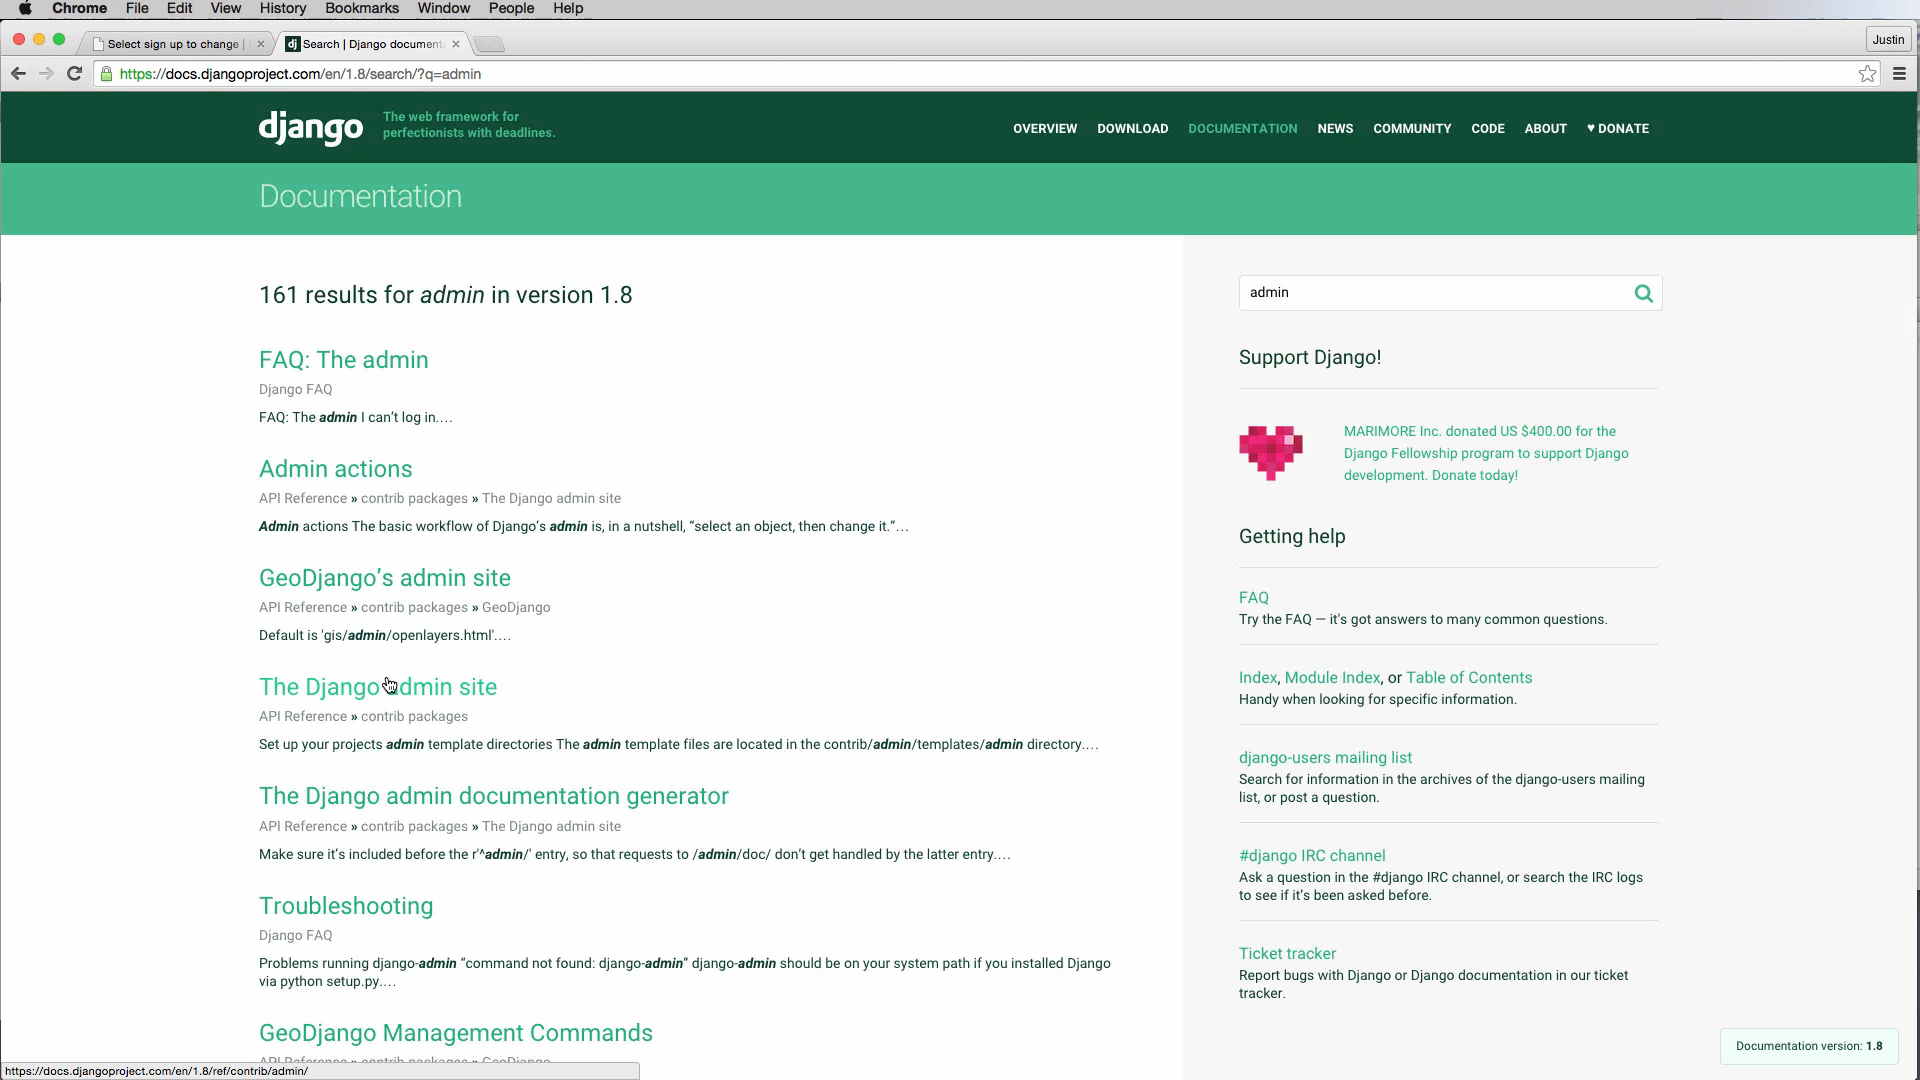 Chrome File Edit View History Bookmarks Window People Help
Select sign up to change |
Search | Django document
Justin
https://docs.djangoproject.com/en/1.8/search/?q=admin
django
The web framework for
perfectionists with deadlines.
OVERVIEW DOWNLOAD DOCUMENTATION NEWS COMMUNITY CODE ABOUT ♥ DONATE
Documentation
161 results for admin in version 1.8
FAQ: The admin
Django FAQ
FAQ: The admin I can’t log in.…
Admin actions
API Reference » contrib packages » The Django admin site
Admin actions The basic workflow of Django’s admin is, in a nutshell, “select an object, then change it.”…
GeoDjango’s admin site
API Reference » contrib packages » GeoDjango
Default is 'gis/admin/openlayers.html'.…
The Django admin site
API Reference » contrib packages
Set up your projects admin template directories The admin template files are located in the contrib/admin/templates/admin directory.…
The Django admin documentation generator
API Reference » contrib packages » The Django admin site
Make sure it’s included before the r'^admin/' entry, so that requests to /admin/doc/ don’t get handled by the latter entry.…
Troubleshooting
Django FAQ
Problems running django-admin “command not found: django-admin” django-admin should be on your system path if you installed Django
via python setup.py.…
GeoDjango Management Commands
API Reference » contrib packages » GeoDjango
https://docs.djangoproject.com/en/1.8/ref/contrib/admin/
admin
Support Django!
MARIMORE Inc. donated US $400.00 for the
Django Fellowship program to support Django
development. Donate today!
Getting help
FAQ
Try the FAQ — it's got answers to many common questions.
Index, Module Index, or Table of Contents
Handy when looking for specific information.
django-users mailing list
Search for information in the archives of the django-users mailing
list, or post a question.
#django IRC channel
Ask a question in the #django IRC channel, or search the IRC logs
to see if it’s been asked before.
Ticket tracker
Report bugs with Django or Django documentation in our ticket
tracker.
Documentation version: 1.8